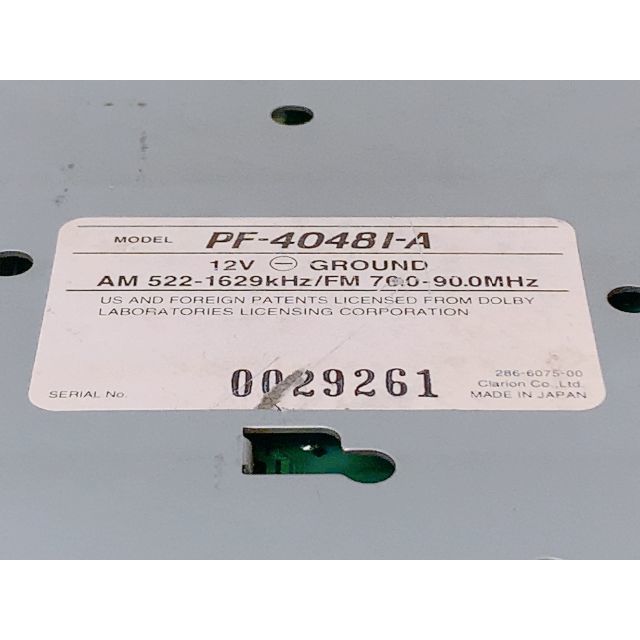 MODEL PF-4048I-A
12V ⊖ GROUND
AM 522-1629kHz/FM 76.0-90.0MHz
US AND FOREIGN PATENTS LICENSED FROM DOLBY
LABORATORIES LICENSING CORPORATION
286-6075-00
Clarion Co., Ltd.
SERIAL No. 0029261 MADE IN JAPAN